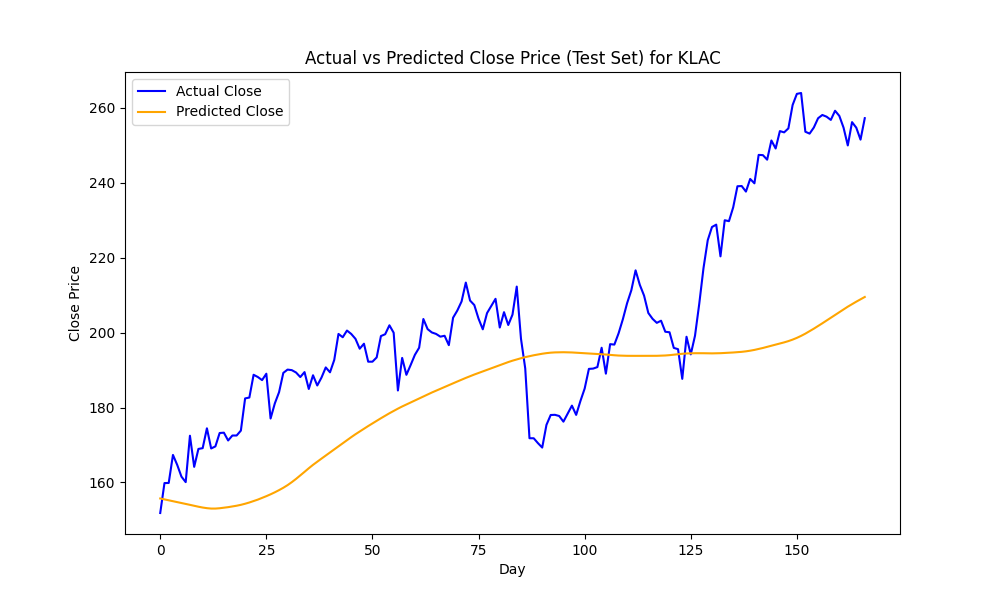 Actual vs Predicted Close Price (Test Set) for KLAC
Actual Close
Predicted Close
Close Price
260
240
220
200
180
160
0 25 50 75 100 125 150
Day